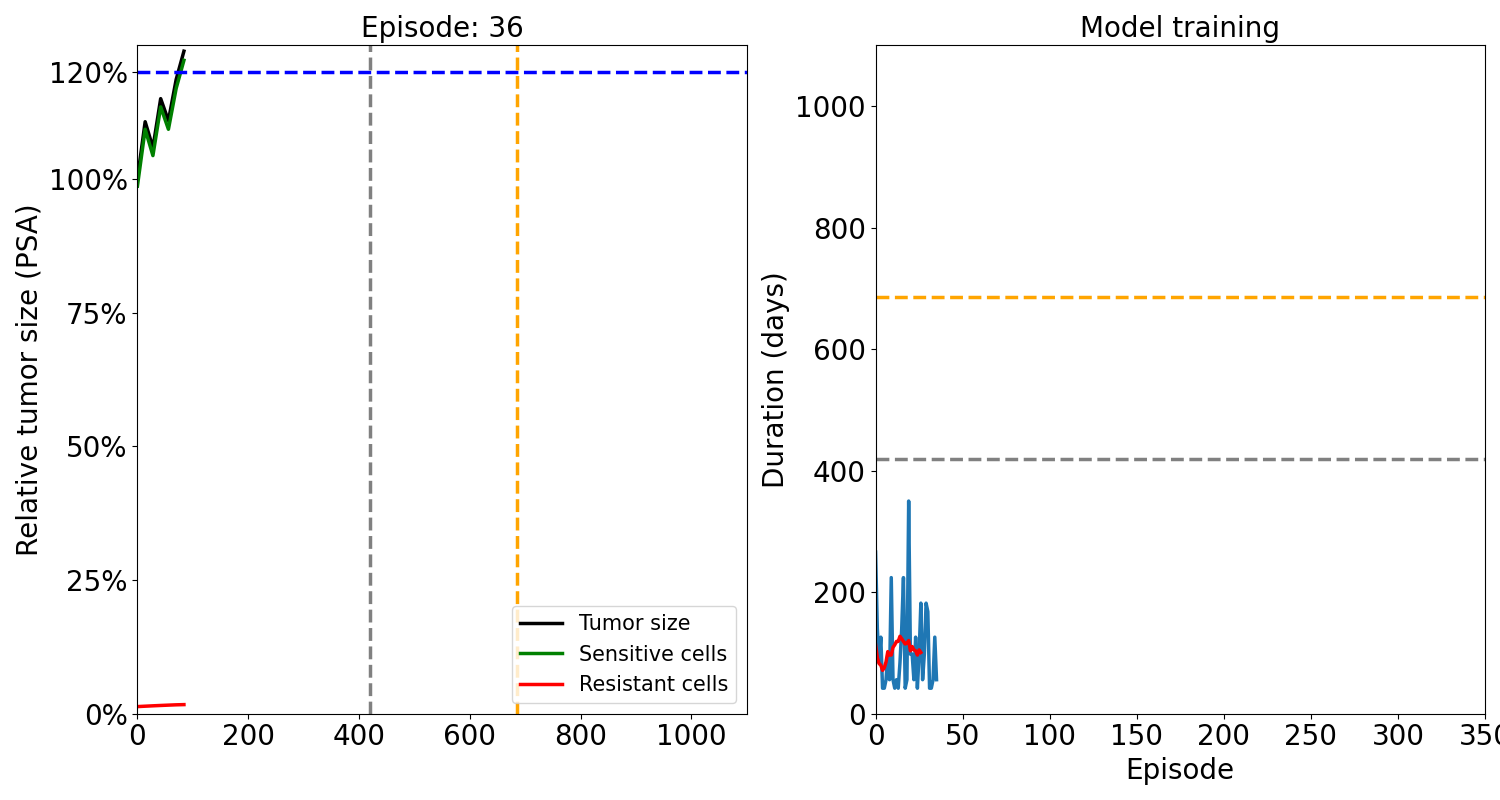 Episode: 36
Relative tumor size (PSA)
120%
100%
75%
50%
25%
0%
0 200 400 600 800 1000
Tumor size
Sensitive cells
Resistant cells
Model training
Duration (days)
1000
800
600
400
200
0
0 50 100 150 200 250 300 350
Episode